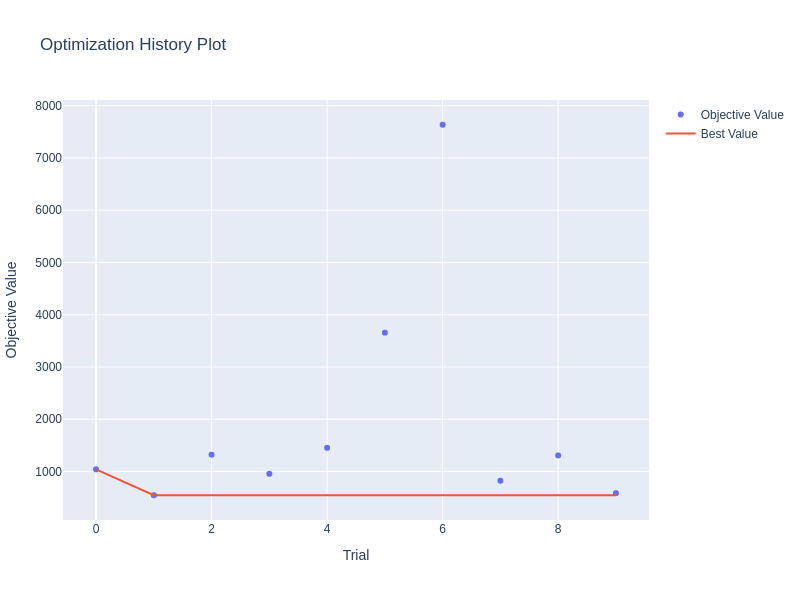 Optimization History Plot
Objective Value
Best Value
8000
7000
6000
5000
4000
3000
2000
1000
Objective Value
0
2
4
6
8
Trial